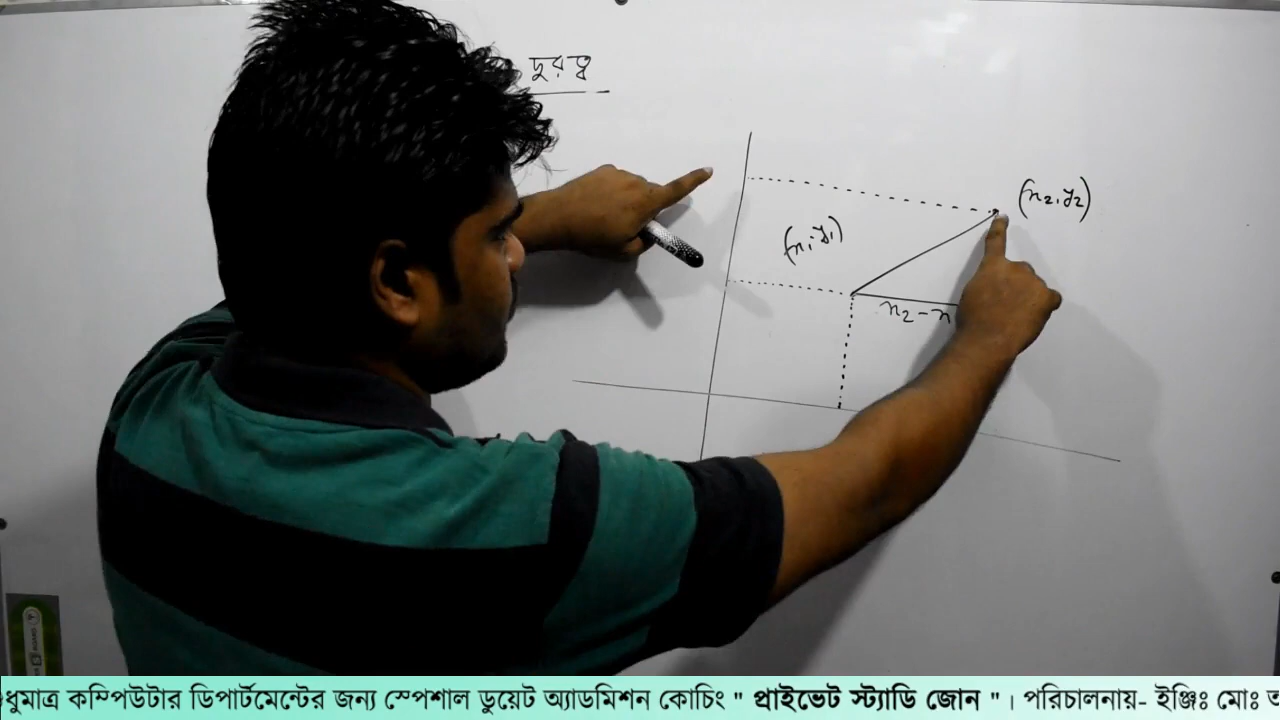 দুরত্ব
(x₂, y₂)
(x₁, y₁)
x₂ - x
ধুমাত্র কম্পিউটার ডিপার্টমেন্টের জন্য স্পেশাল ডুয়েট অ্যাডমিশন কোচিং " প্রাইভেট স্ট্যাডি জোন " । পরিচালনায়- ইঞ্জিঃ মোঃ